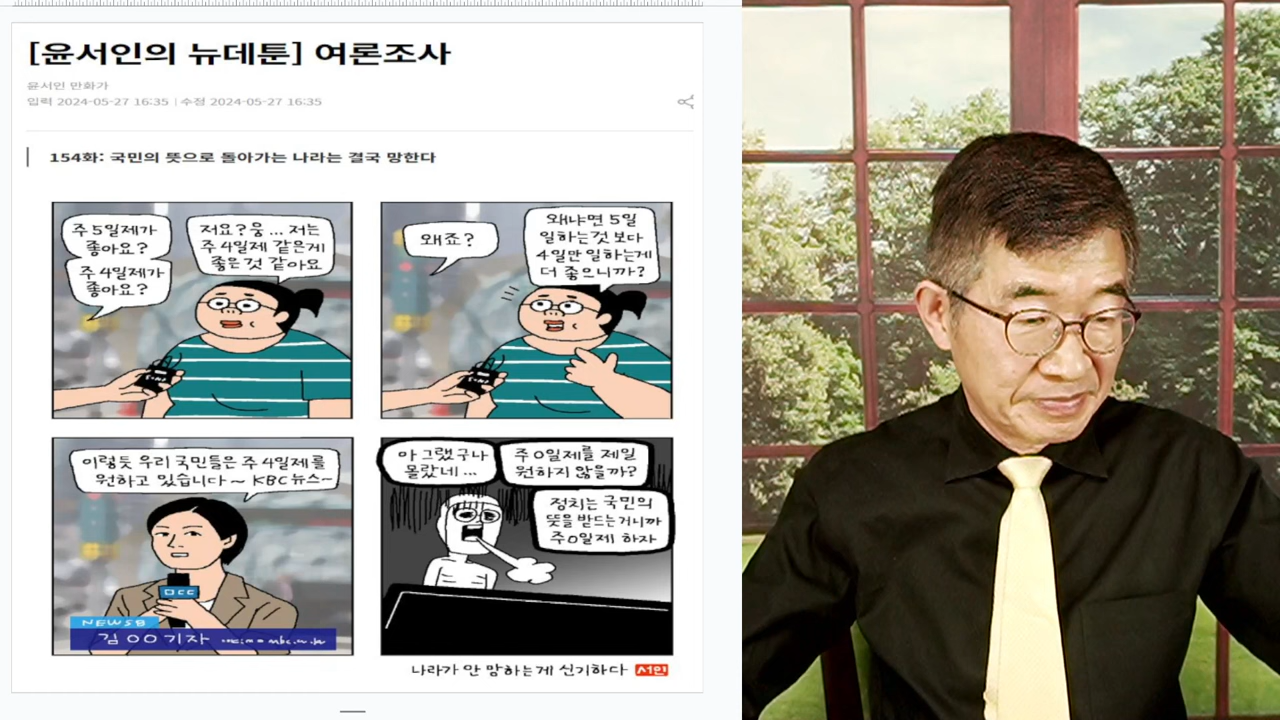 [윤서인의 뉴데툰] 여론조사
윤서인 만화가
입력 2024-05-27 16:35 | 수정 2024-05-27 16:35
154화: 국민의 뜻으로 돌아가는 나라는 결국 망한다
주 5일제가
좋아요?
주 4일제가
좋아요?
저요? 웅 ... 저는
주 4일제 같은게
좋은것 같아요
왜죠?
왜냐면 5일
일하는것 보다
4일만 일하는게
더 좋으니까?
이렇듯 우리 국민들은 주 4일제를
원하고 있습니다~ KBC뉴스~
NEWS8
김 OO 기자
아 그랬구나
몰랐네 ...
주 0일제를 제일
원하지 않을까?
정치는 국민의
뜻을 받드는거니까
주 0일제 하자
나라가 안 망하는게 신기하다 서인